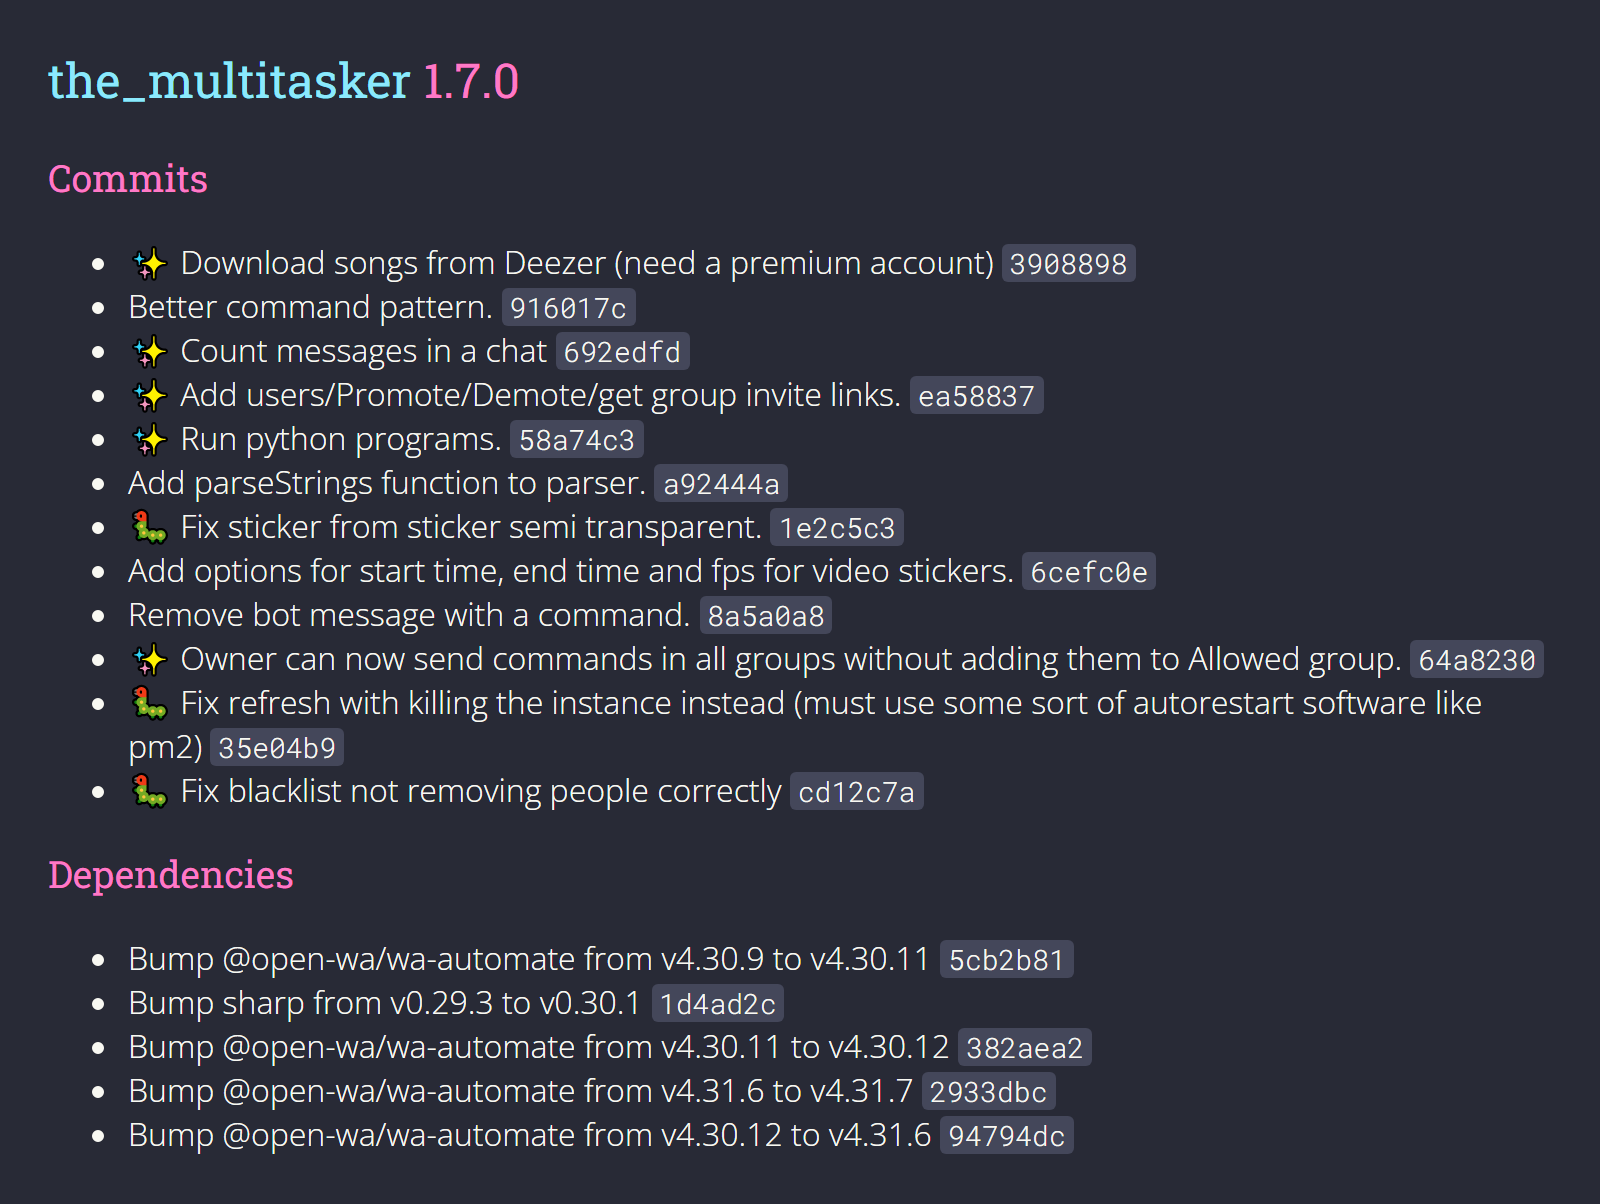 the_multitasker 1.7.0
Commits
✨ Download songs from Deezer (need a premium account) 3908898
Better command pattern. 916017c
✨ Count messages in a chat 692edfd
✨ Add users/Promote/Demote/get group invite links. ea58837
✨ Run python programs. 58a74c3
Add parseStrings function to parser. a92444a
🐛 Fix sticker from sticker semi transparent. 1e2c5c3
Add options for start time, end time and fps for video stickers. 6cefc0e
Remove bot message with a command. 8a5a0a8
✨ Owner can now send commands in all groups without adding them to Allowed group. 64a8230
🐛 Fix refresh with killing the instance instead (must use some sort of autorestart software like
pm2) 35e04b9
🐛 Fix blacklist not removing people correctly cd12c7a
Dependencies
Bump @open-wa/wa-automate from v4.30.9 to v4.30.11 5cb2b81
Bump sharp from v0.29.3 to v0.30.1 1d4ad2c
Bump @open-wa/wa-automate from v4.30.11 to v4.30.12 382aea2
Bump @open-wa/wa-automate from v4.31.6 to v4.31.7 2933dbc
Bump @open-wa/wa-automate from v4.30.12 to v4.31.6 94794dc